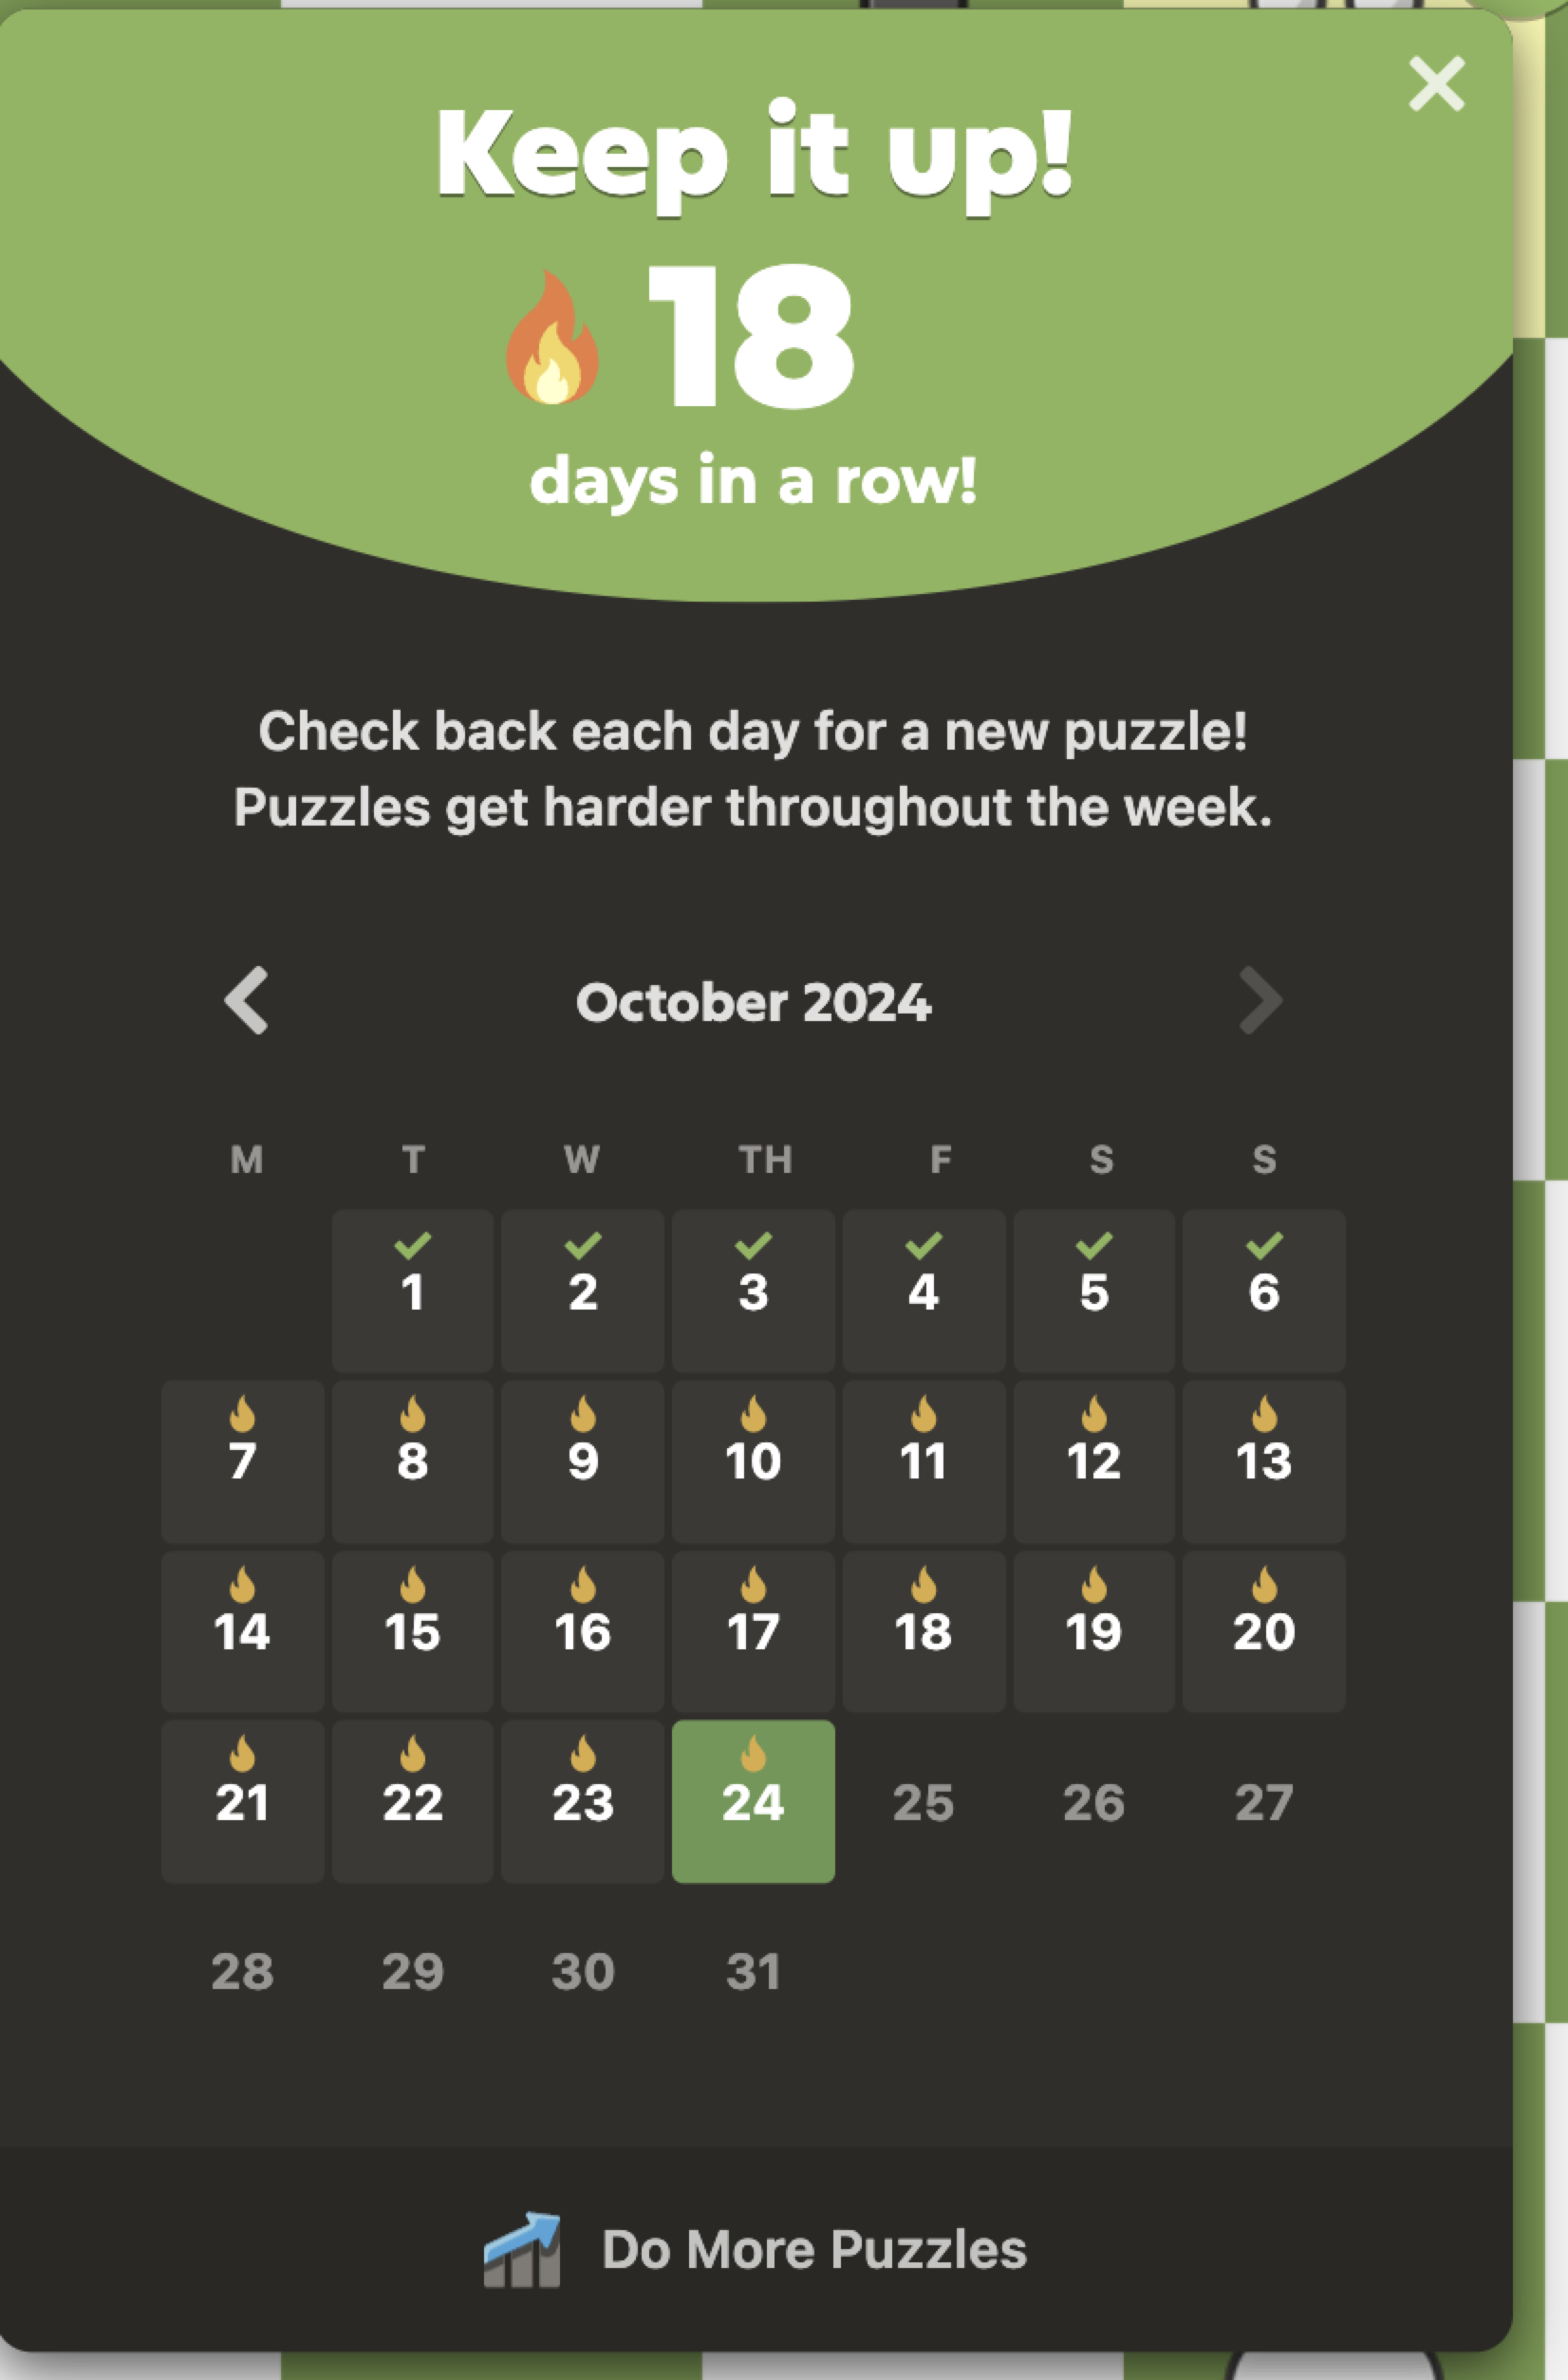 Keep it up!
18
days in a row!
Check back each day for a new puzzle!
Puzzles get harder throughout the week.
October 2024
M T W TH F S S
1 2 3 4 5 6
7 8 9 10 11 12 13
14 15 16 17 18 19 20
21 22 23 24 25 26 27
28 29 30 31
Do More Puzzles